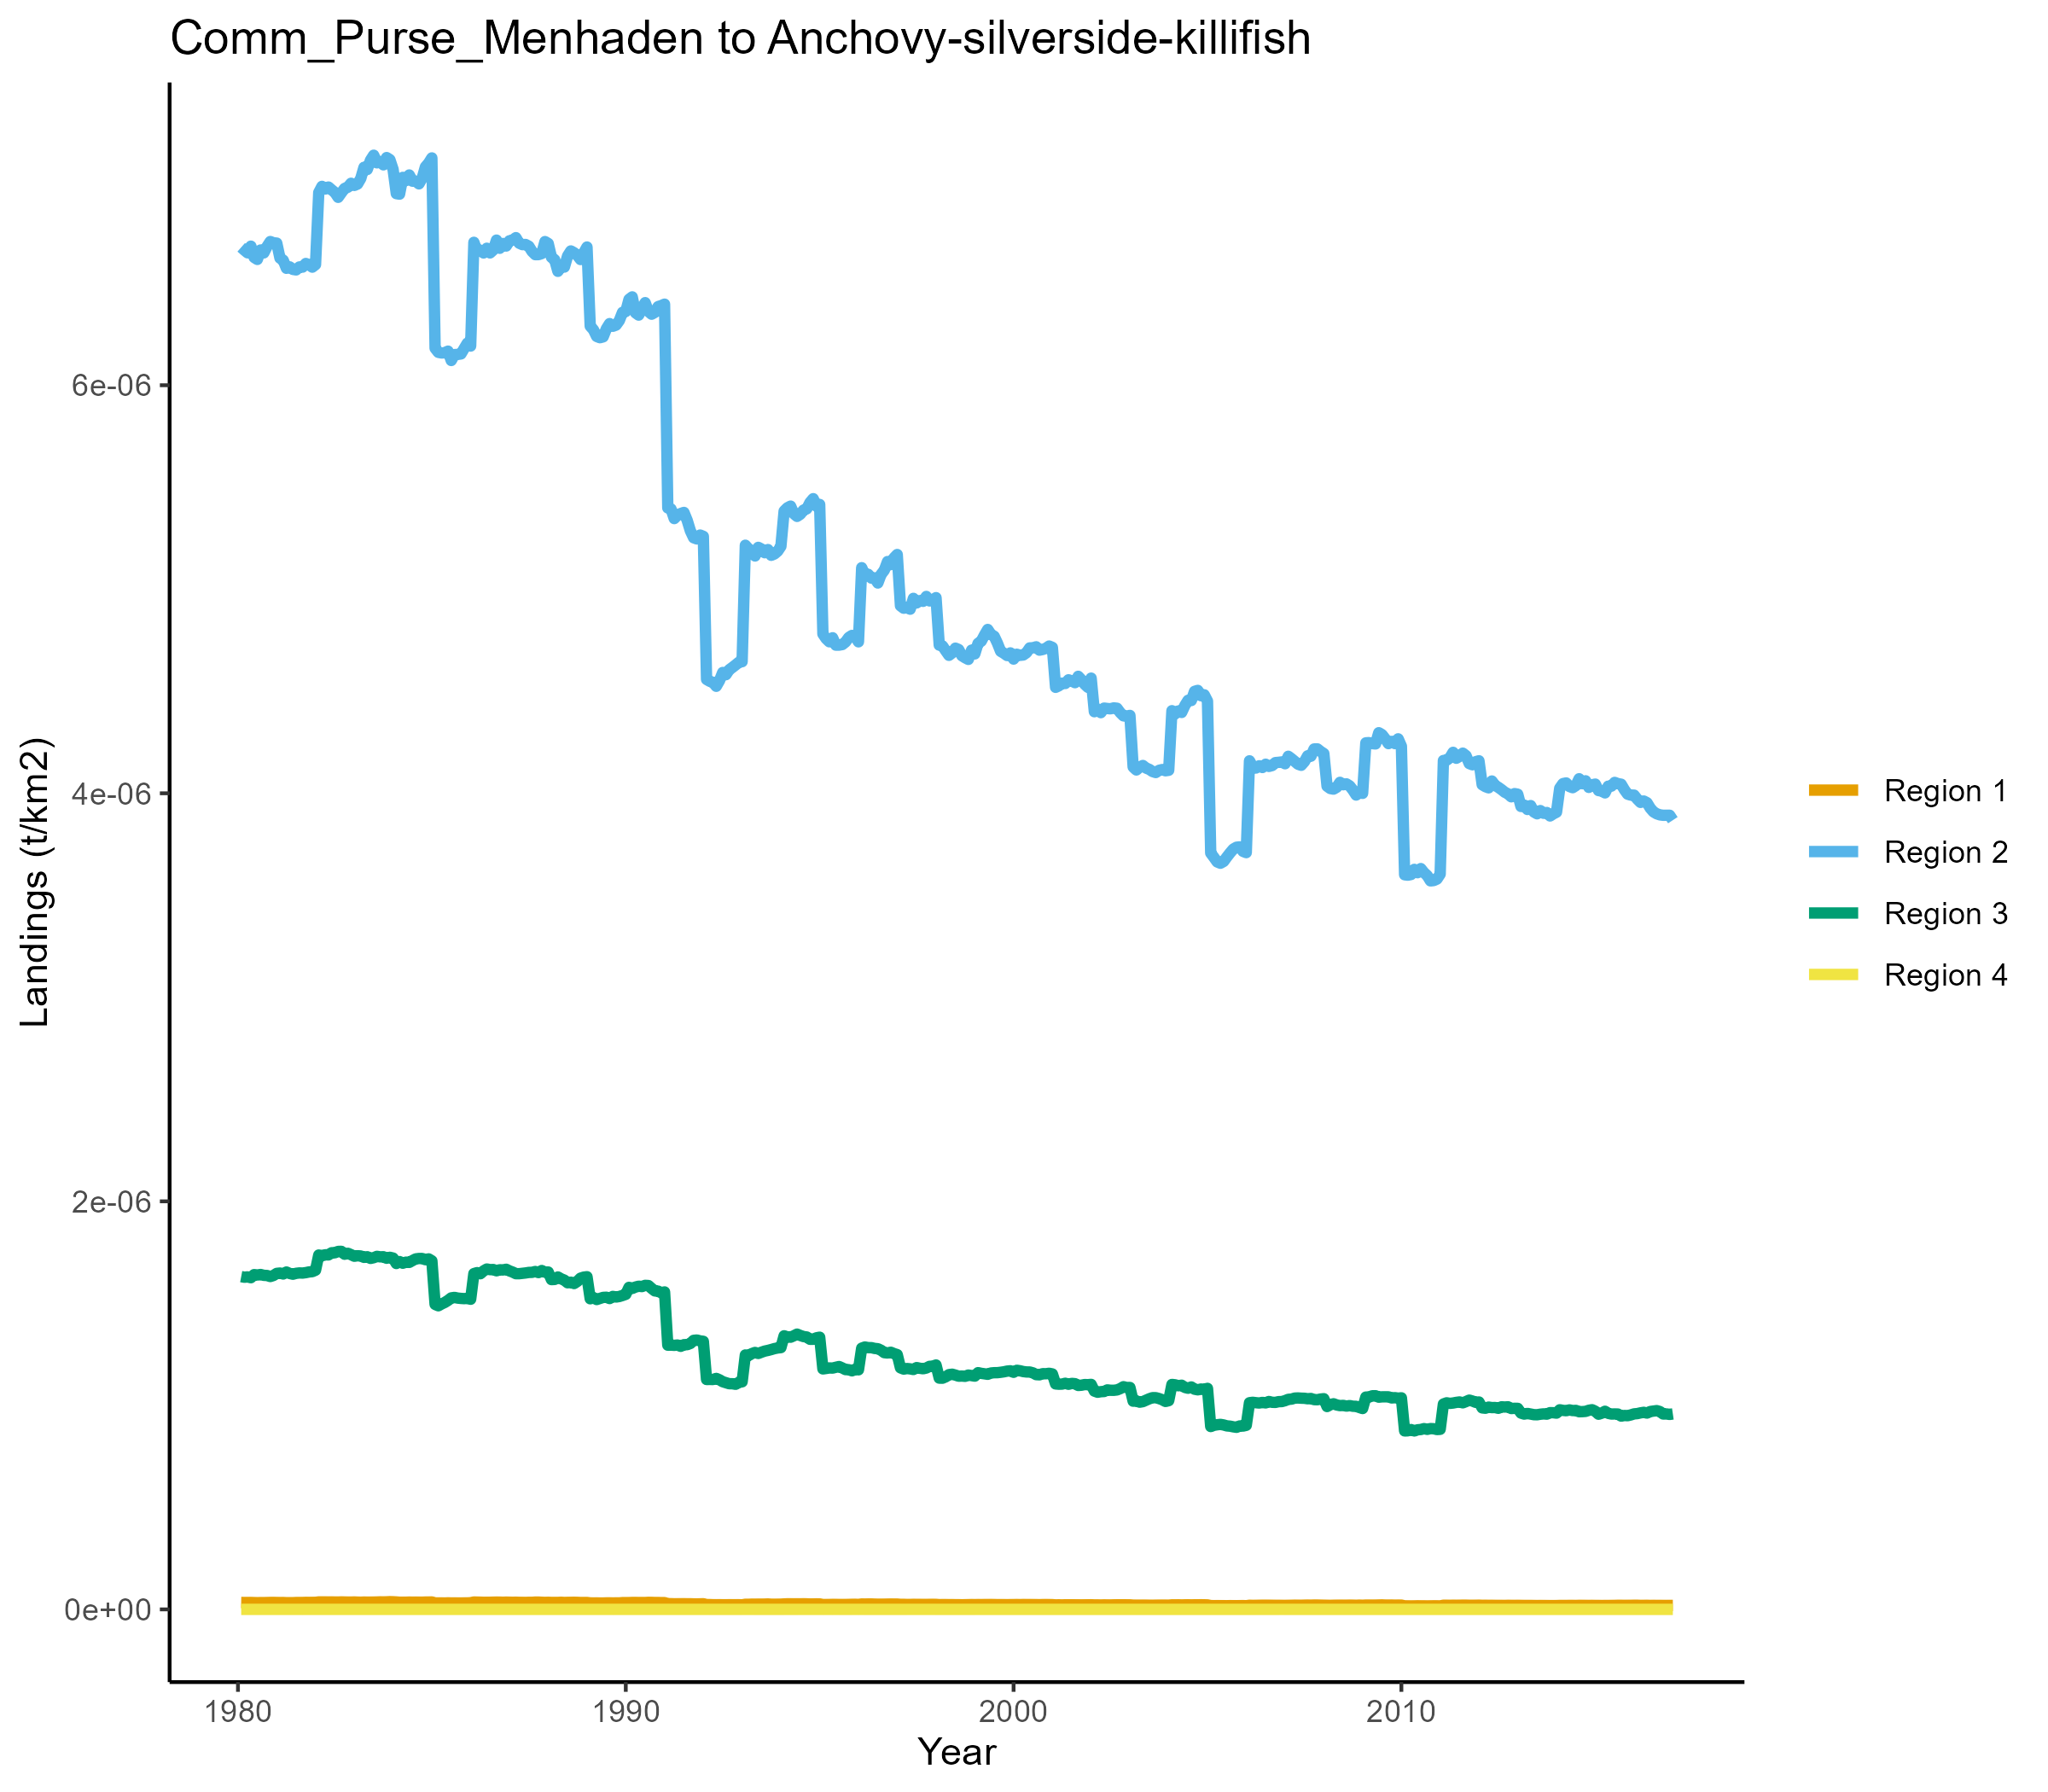 Comm_Purse_Menhaden to Anchovy-silverside-killifish
Landings (t/km2)
6e-06
4e-06
2e-06
0e+00
1980
1990
2000
2010
Year
Region 1
Region 2
Region 3
Region 4